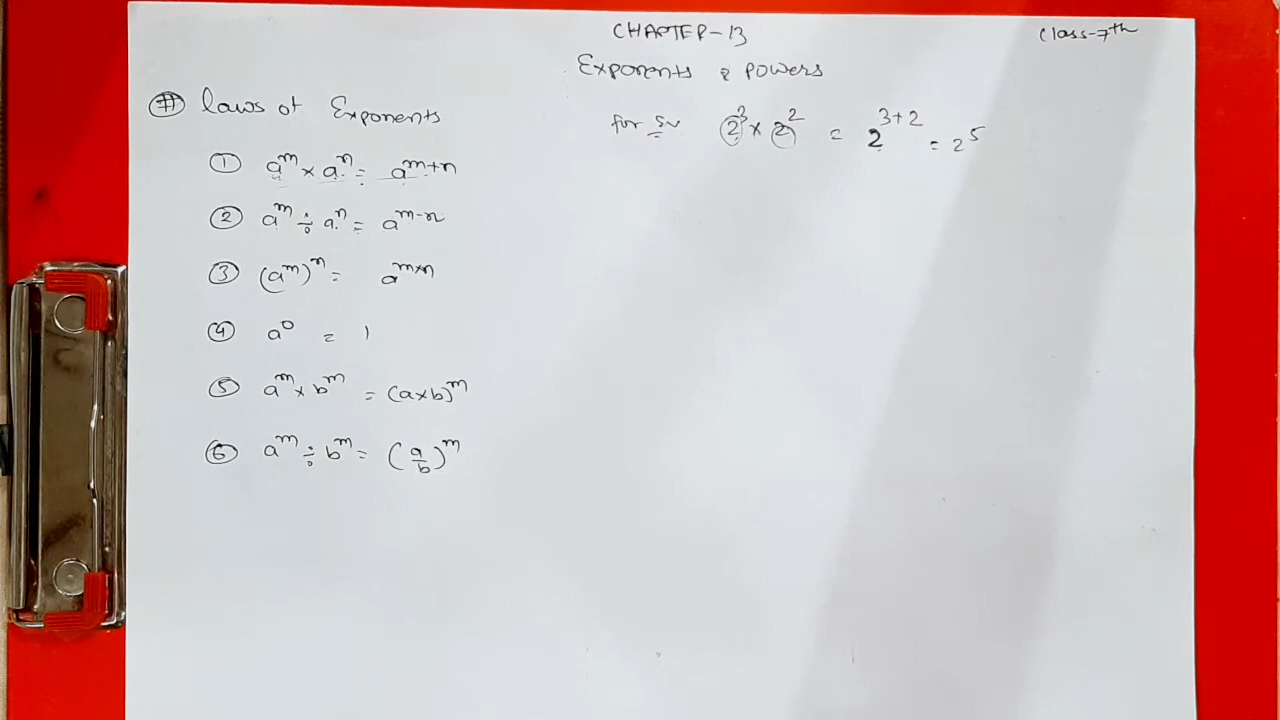 CHAPTER-13
Class-7th
Exponents & Powers
# laws of Exponents
for 2^3 × 2^2 = 2^{3+2} = 2^5
① a^m × a^n = a^{m+n}
② a^m ÷ a^n = a^{m-n}
③ (a^m)^n = a^{m×n}
④ a^0 = 1
⑤ a^m × b^m = (a×b)^m
⑥ a^m ÷ b^m = (a/b)^m